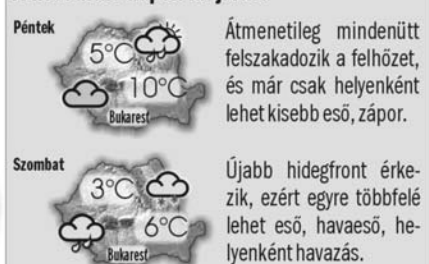 Péntek
5°C
10°C
Bukarest
Átmenetileg mindenütt
felszakadozik a felhőzet,
és már csak helyenként
lehet kisebb eső, zápor.
Szombat
3°C
6°C
Bukarest
Újabb hidegfront érke-
zik, ezért egyre többfelé
lehet eső, havaeső, he-
lyenként havazás.